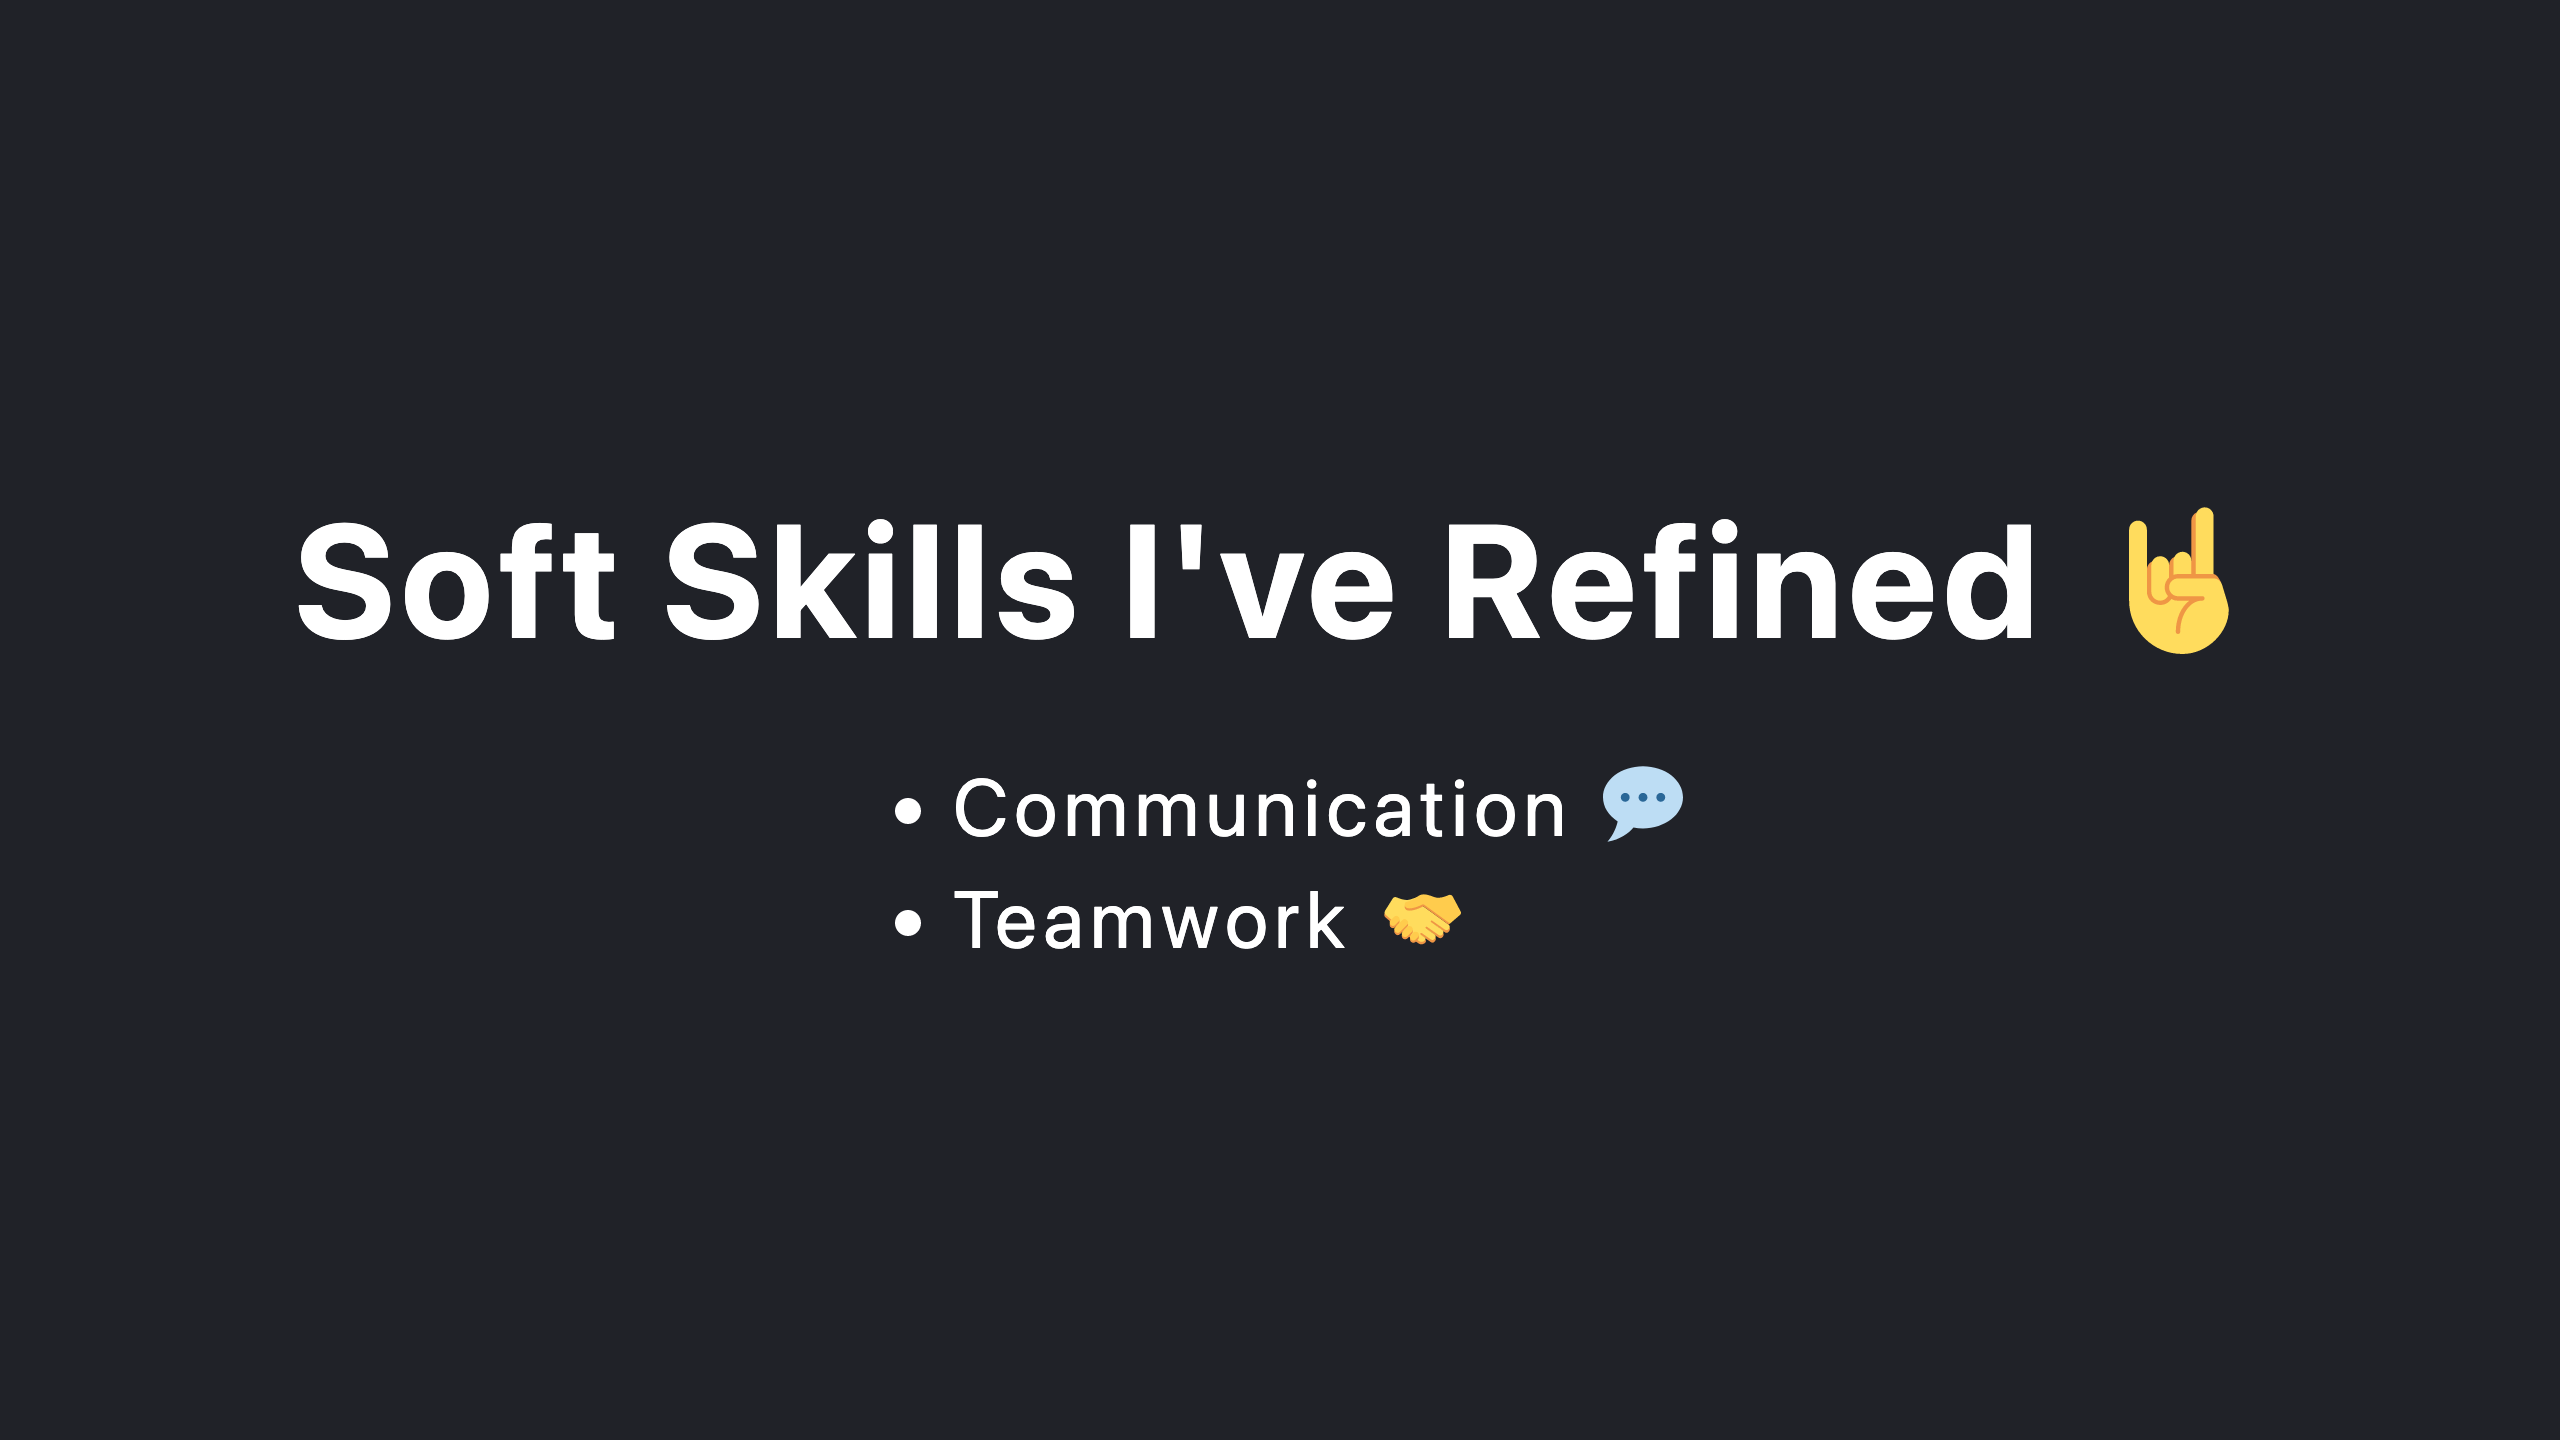 Soft Skills I've Refined 🤘
• Communication 💬
• Teamwork 🤝